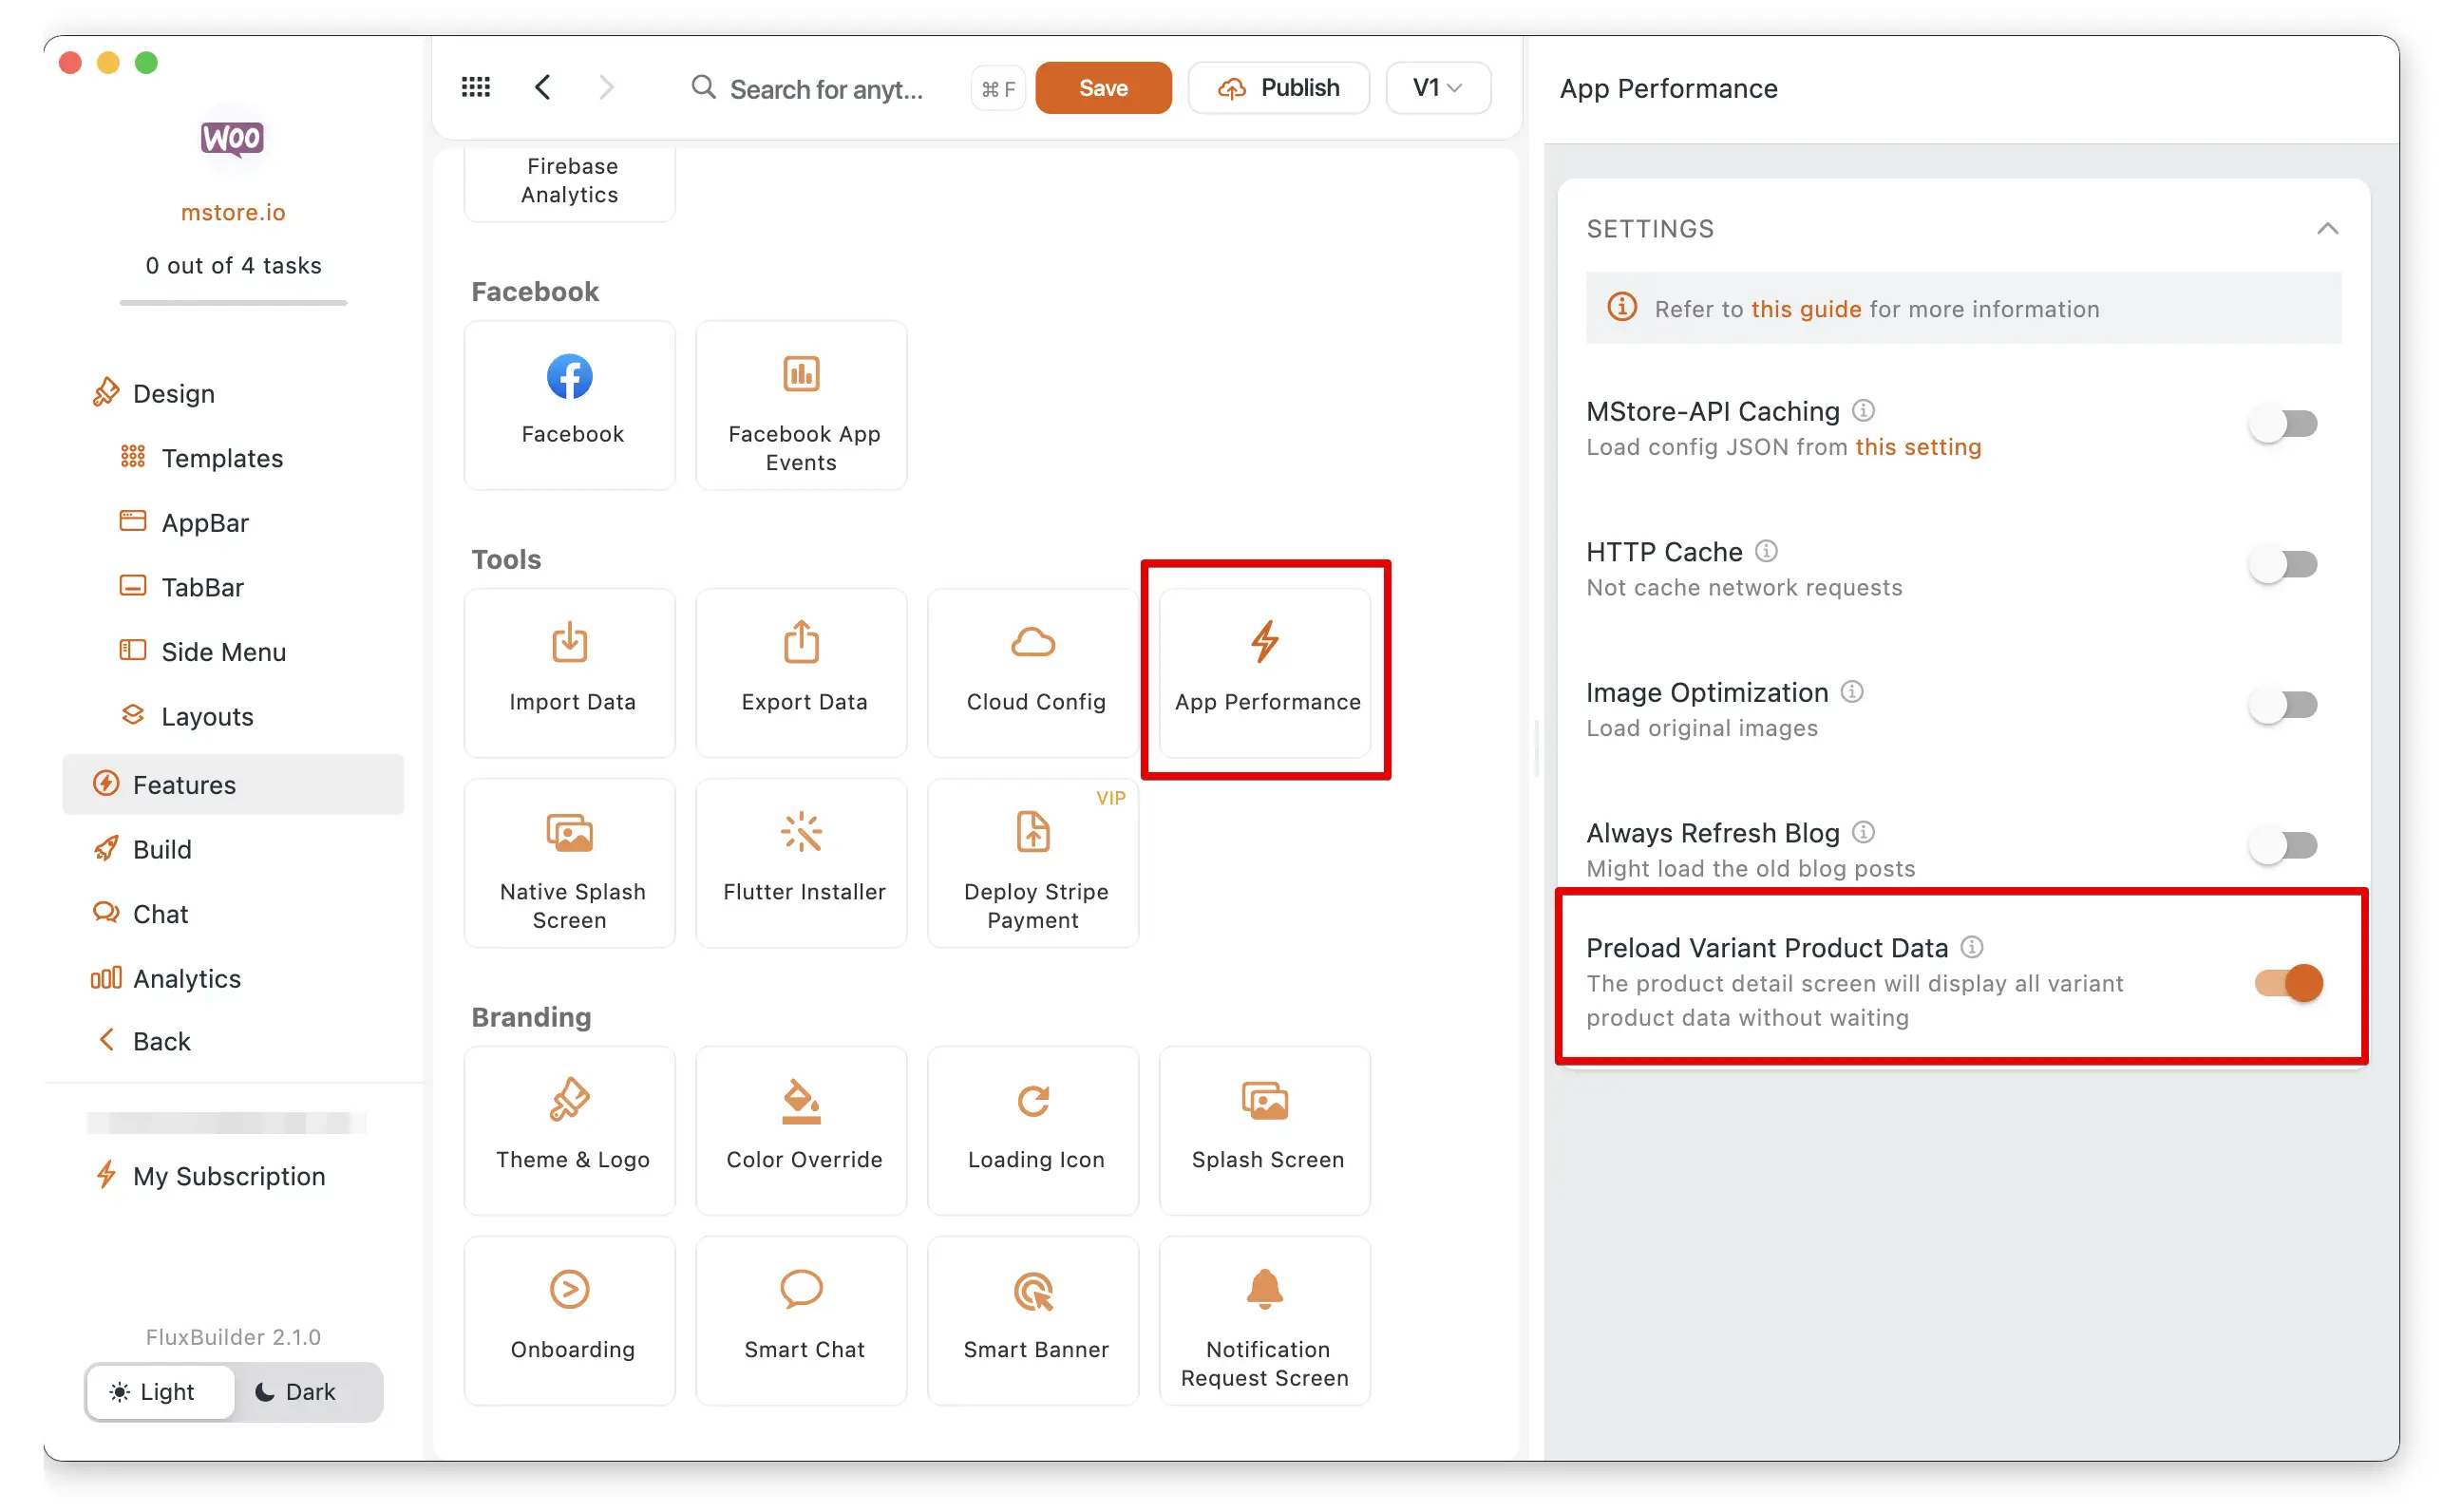 Woo
mstore.io
0 out of 4 tasks
Design
Templates
AppBar
TabBar
Side Menu
Layouts
Features
Build
Chat
Analytics
Back
My Subscription
FluxBuilder 2.1.0
Light
Dark
Search for anyt...
⌘ F
Save
Publish
V1
Firebase
Analytics
Facebook
Facebook
Facebook App
Events
Tools
Import Data
Export Data
Cloud Config
App Performance
Native Splash
Screen
Flutter Installer
VIP
Deploy Stripe
Payment
Branding
Theme & Logo
Color Override
Loading Icon
Splash Screen
Onboarding
Smart Chat
Smart Banner
Notification
Request Screen
App Performance
SETTINGS
Refer to this guide for more information
MStore-API Caching
Load config JSON from this setting
HTTP Cache
Not cache network requests
Image Optimization
Load original images
Always Refresh Blog
Might load the old blog posts
Preload Variant Product Data
The product detail screen will display all variant
product data without waiting